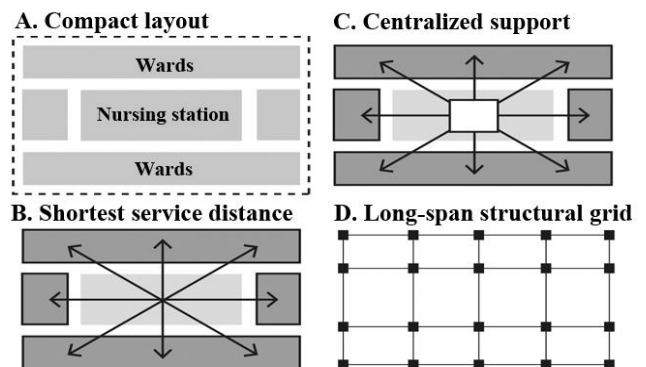 A. Compact layout
Wards
Nursing station
Wards
B. Shortest service distance
C. Centralized support
D. Long-span structural grid